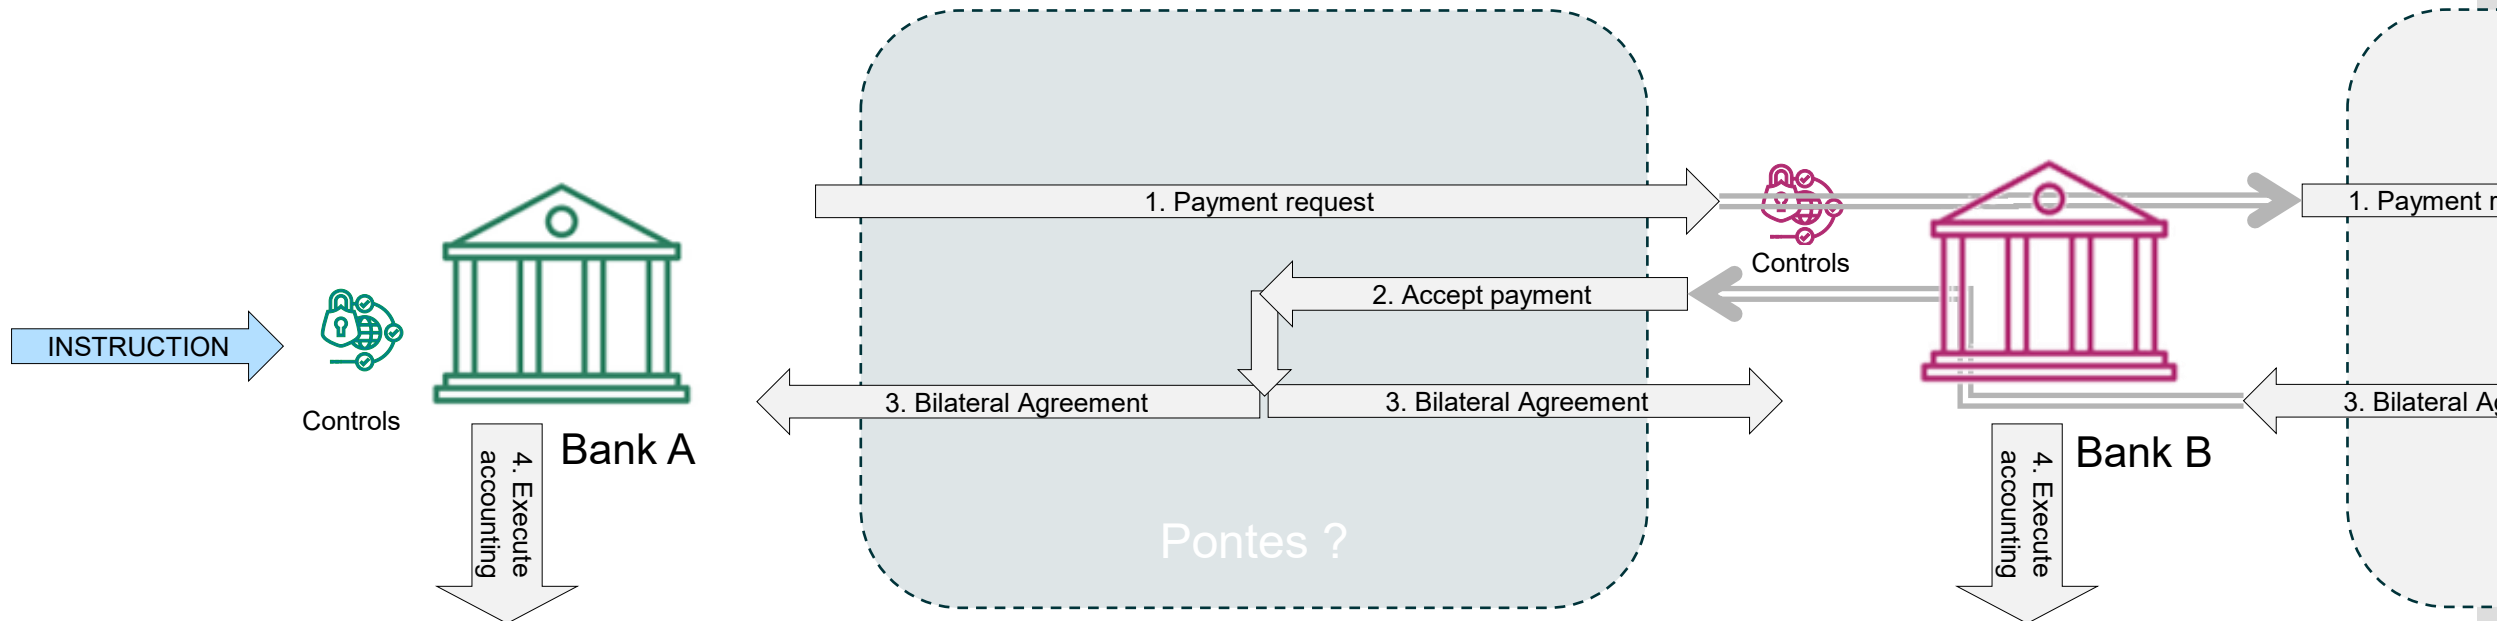 1. Payment request
1. Payment r
Controls
2. Accept payment
INSTRUCTION
3. Bilateral Agreement
3. Bilateral Agreement
3. Bilateral Ag
Controls
Bank A
Bank B
4. Execute
accounting
4. Execute
accounting
Pontes ?